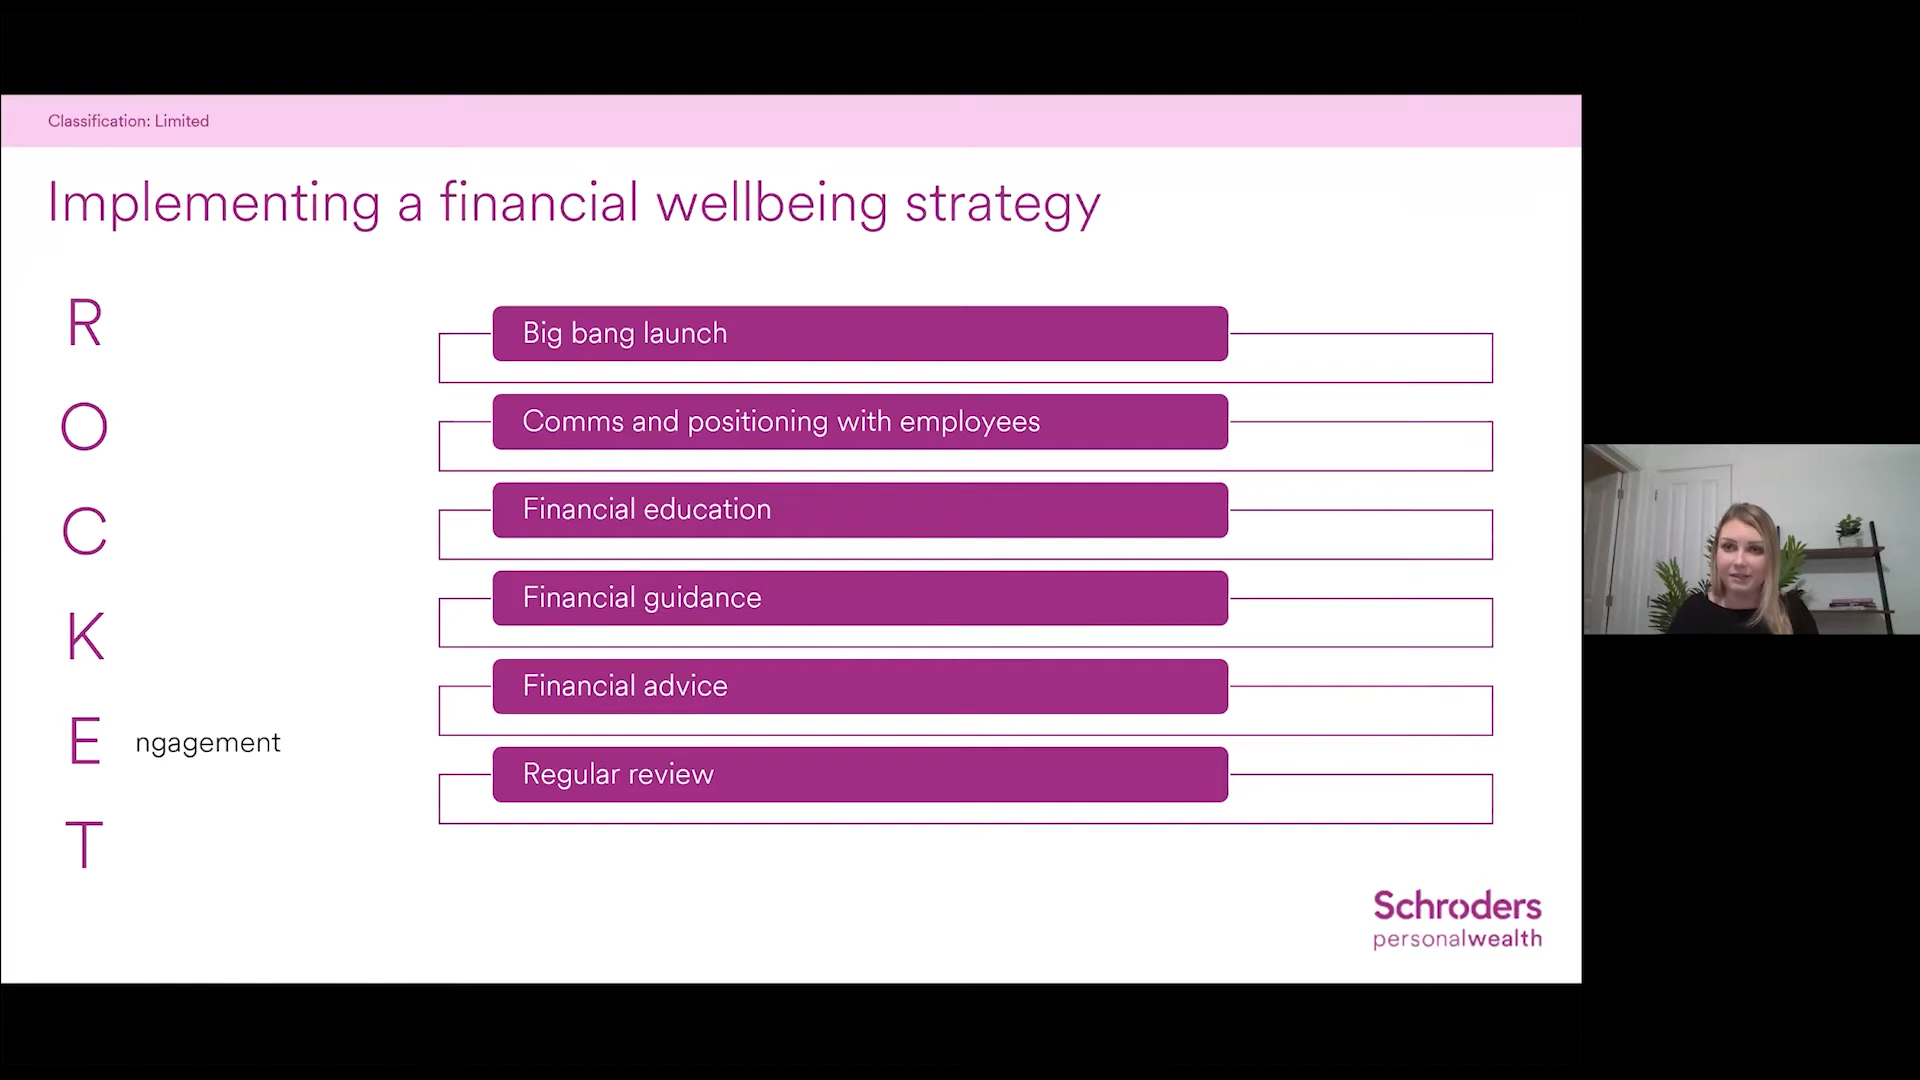 Classification: Limited
Implementing a financial wellbeing strategy
R
O
C
K
E ngagement
T
Big bang launch
Comms and positioning with employees
Financial education
Financial guidance
Financial advice
Regular review
Schroders
personalwealth